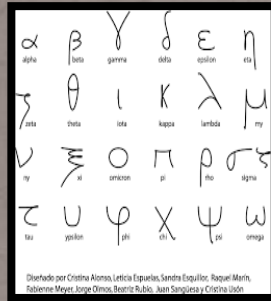 α β γ δ ε η
alpha beta gamma delta epsilon eta
ζ θ ι κ λ μ
zeta theta iota kappa lambda my
ν ξ ο π ρ σ ς
ny xi omicron pi rho sigma
τ υ φ χ ψ ω
tau ypsilon phi chi psi omega
Diseñado por Cristina Alonso, Leticia Espuelas, Sandra Esquillor, Raquel Marín,
Fabienne Meyer, Jorge Olmos, Beatriz Rubio, Juan Sangüesa y Cristina Usón